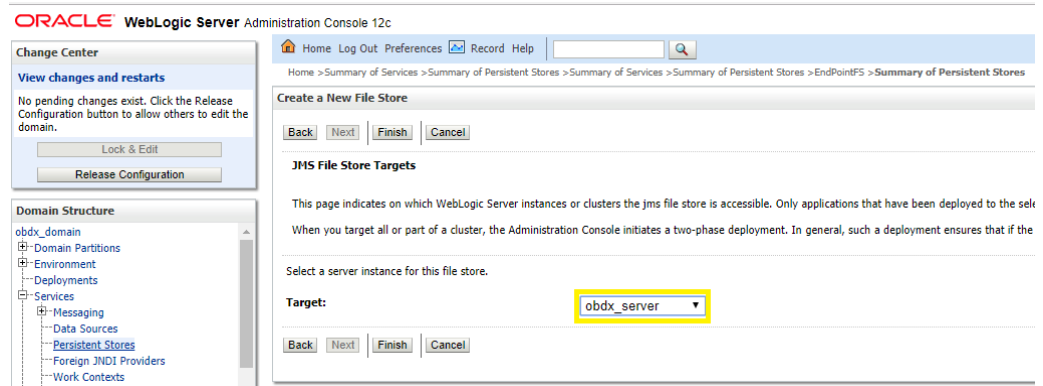 ORACLE® WebLogic Server Administration Console 12c
Change Center
View changes and restarts
No pending changes exist. Click the Release
Configuration button to allow others to edit the
domain.
Lock & Edit
Release Configuration
Domain Structure
obdx_domain
Domain Partitions
Environment
Deployments
Services
Messaging
Data Sources
Persistent Stores
Foreign JNDI Providers
Work Contexts
Home Log Out Preferences Record Help
Home >Summary of Services >Summary of Persistent Stores >Summary of Services >Summary of Persistent Stores >EndPointFS >Summary of Persistent Stores
Create a New File Store
Back Next Finish Cancel
JMS File Store Targets
This page indicates on which WebLogic Server instances or clusters the jms file store is accessible. Only applications that have been deployed to the sele
When you target all or part of a cluster, the Administration Console initiates a two-phase deployment. In general, such a deployment ensures that if the
Select a server instance for this file store.
Target: obdx_server
Back Next Finish Cancel